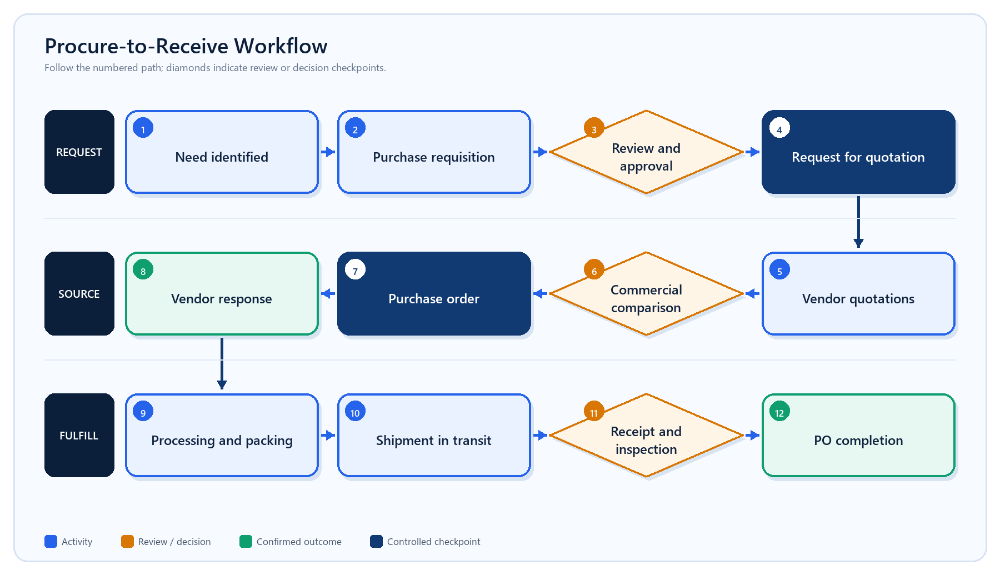 Procure-to-Receive Workflow
Follow the numbered path; diamonds indicate review or decision checkpoints.
REQUEST
1
Need identified
2
Purchase requisition
3
Review and
approval
4
Request for quotation
SOURCE
8
Vendor response
7
Purchase order
6
Commercial
comparison
5
Vendor quotations
FULFILL
9
Processing and packing
10
Shipment in transit
11
Receipt and
inspection
12
PO completion
Activity
Review / decision
Confirmed outcome
Controlled checkpoint